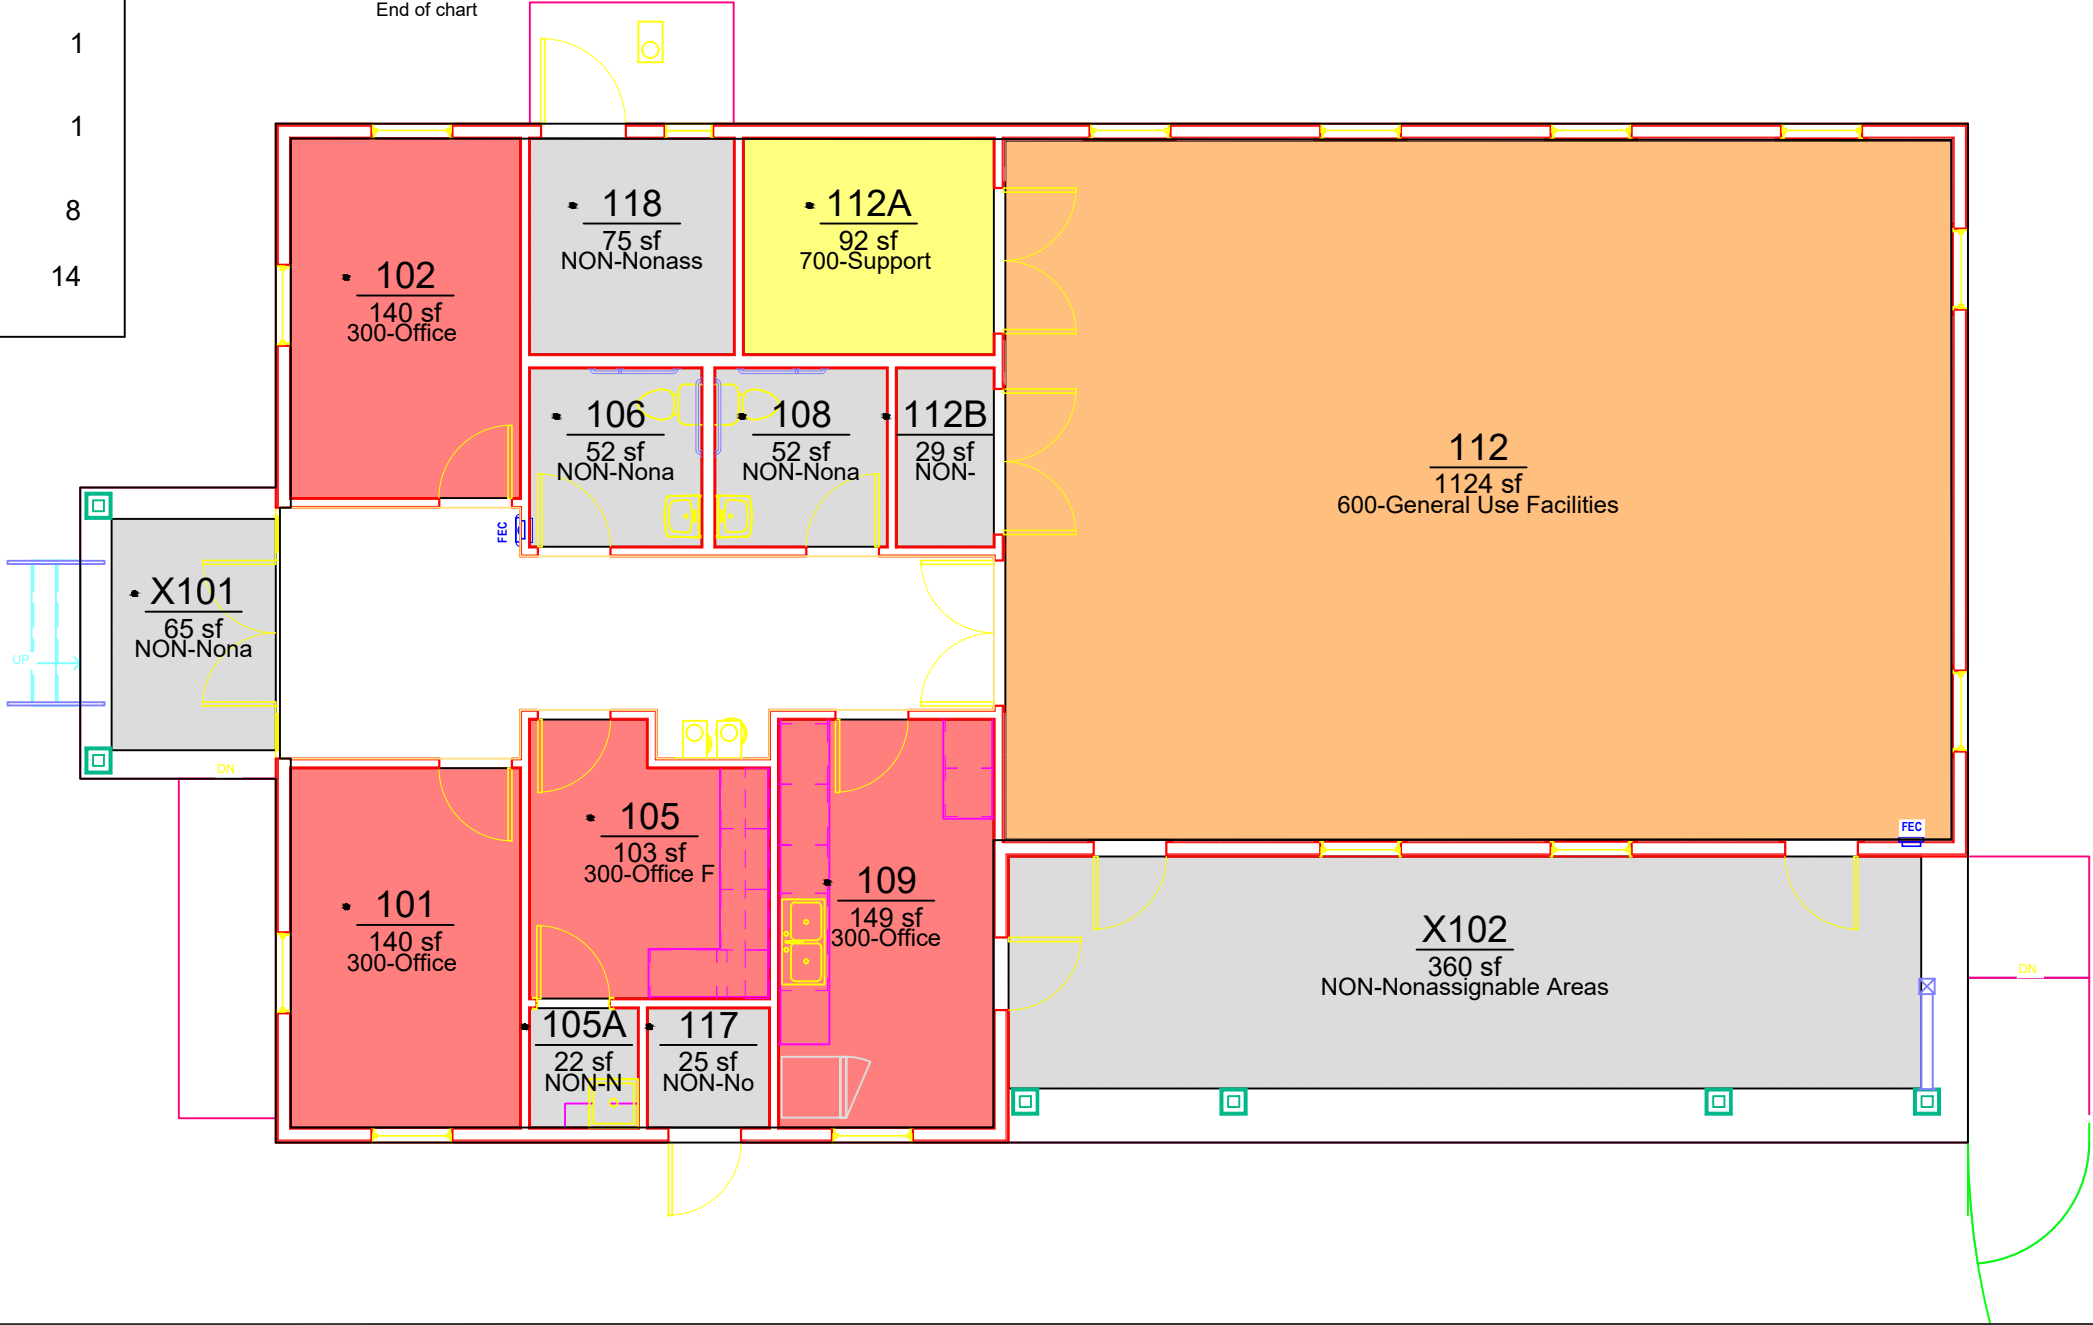 End of chart
1
1
8
14
118
75 sf
NON-Nonass
112A
92 sf
700-Support
102
140 sf
300-Office
106
52 sf
NON-Nona
108
52 sf
NON-Nona
112B
29 sf
NON-
112
1124 sf
600-General Use Facilities
FEC
X101
65 sf
NON-Nona
UP
DN
105
103 sf
300-Office F
109
149 sf
300-Office
101
140 sf
300-Office
FEC
X102
360 sf
NON-Nonassignable Areas
DN
105A
22 sf
NON-N
117
25 sf
NON-No